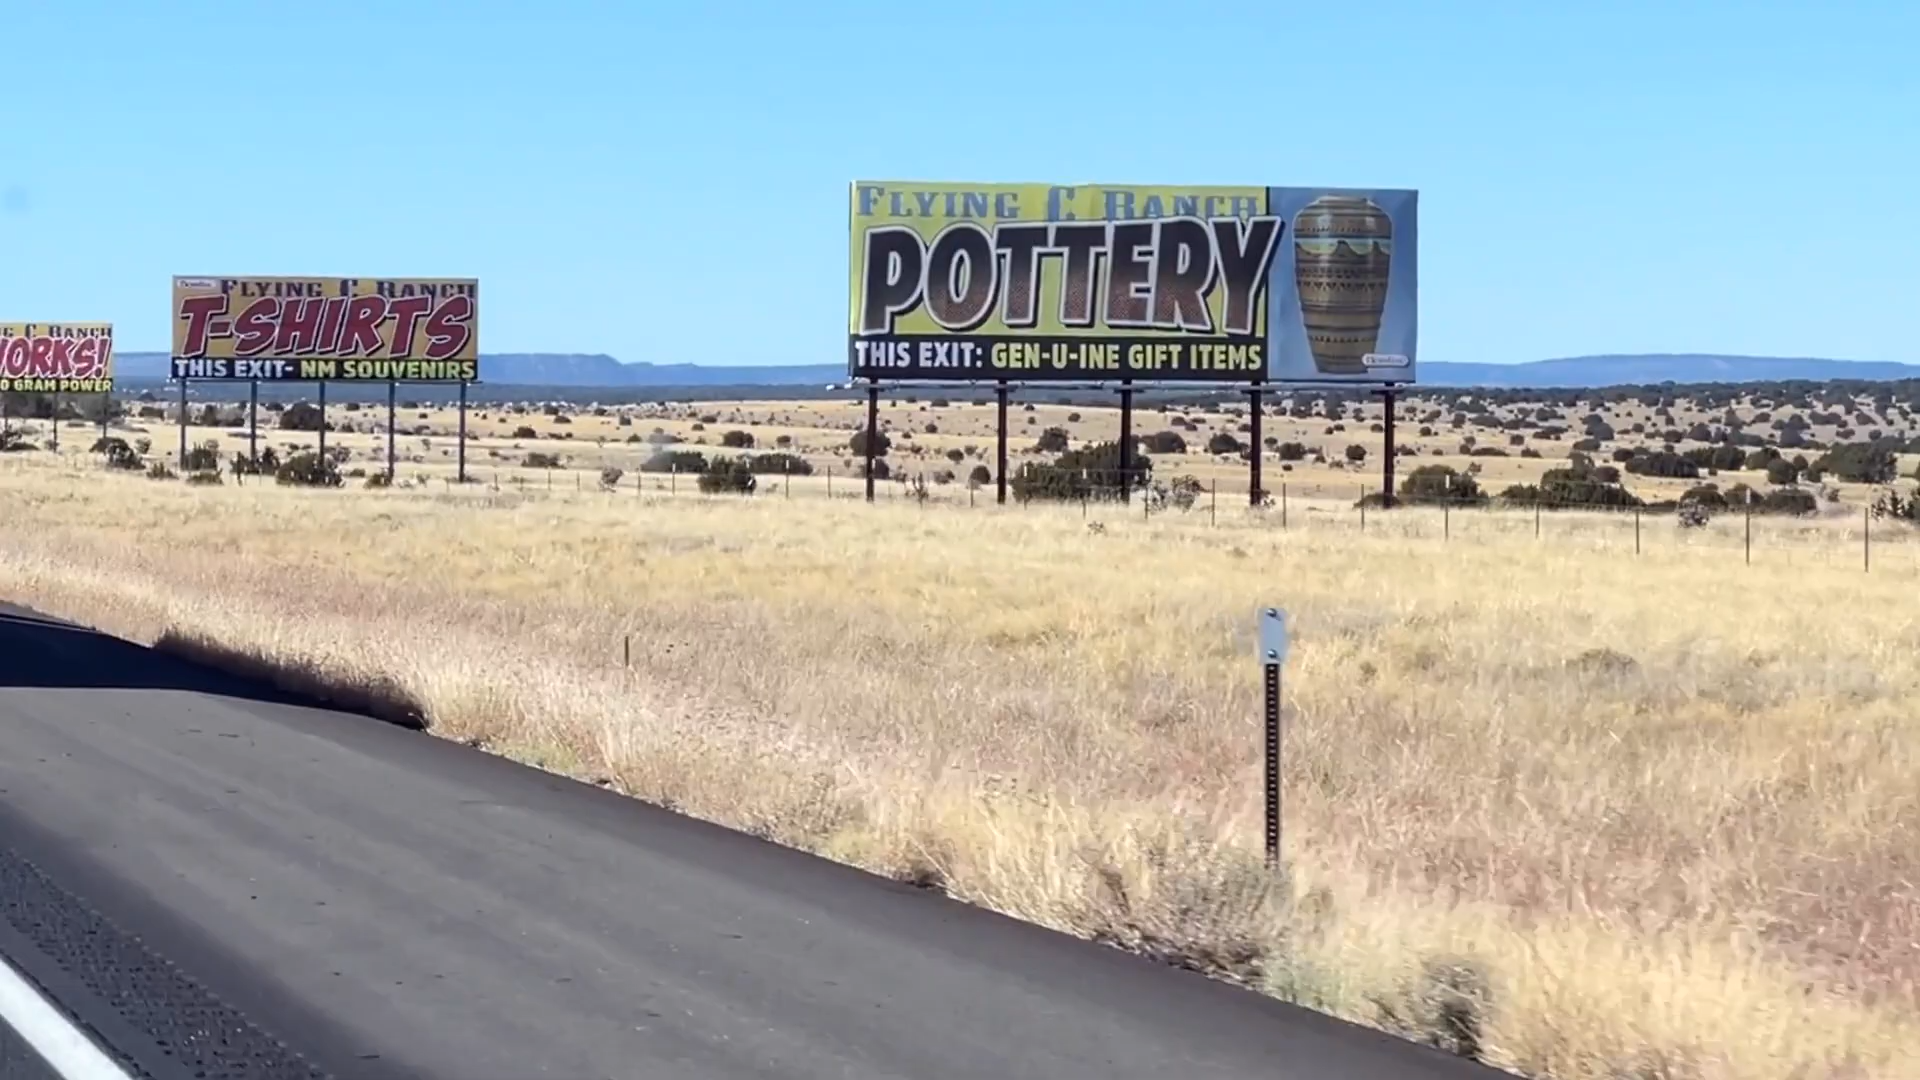 G C RANCH
WORKS!
0 GRAM POWER
FLYING C RANCH
T-SHIRTS
THIS EXIT- NM SOUVENIRS
FLYING C RANCH
POTTERY
THIS EXIT: GEN-U-INE GIFT ITEMS